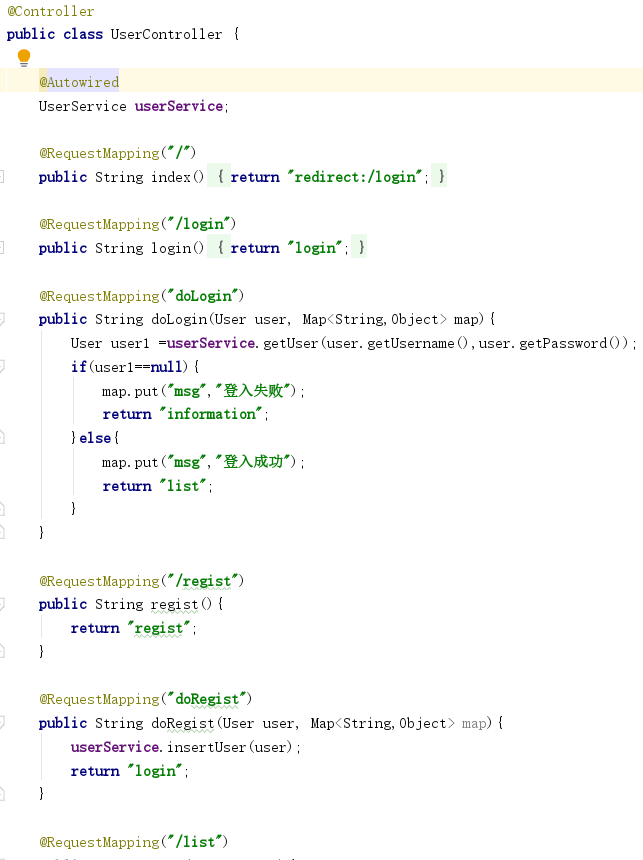 @Controller
public class UserController {
@Autowired
UserService userService;
@RequestMapping("/")
public String index() { return "redirect:/login"; }
@RequestMapping("/login")
public String login() { return "login"; }
@RequestMapping("doLogin")
public String doLogin(User user, Map<String,Object> map){
User user1 =userService.getUser(user.getUsername(),user.getPassword());
if(user1==null){
map.put("msg","登入失败");
return "information";
}else{
map.put("msg","登入成功");
return "list";
}
}
@RequestMapping("/regist")
public String regist(){
return "regist";
}
@RequestMapping("doRegist")
public String doRegist(User user, Map<String,Object> map){
userService.insertUser(user);
return "login";
}
@RequestMapping("/list")